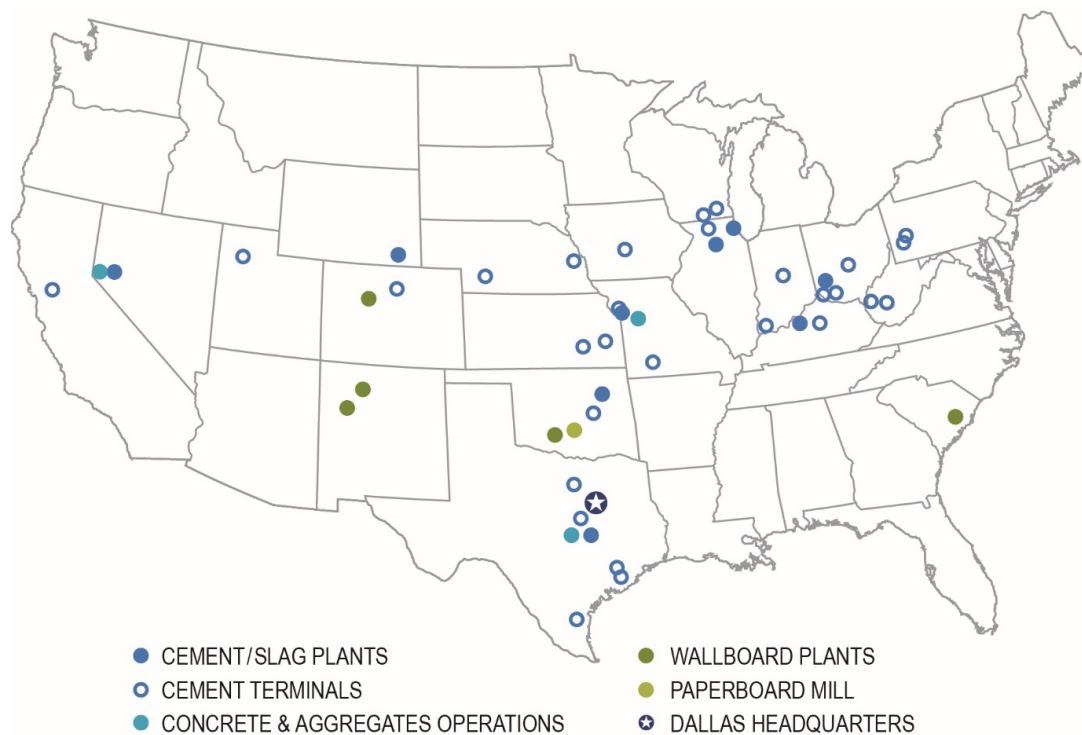 CEMENT/SLAG PLANTS
CEMENT TERMINALS
CONCRETE & AGGREGATES OPERATIONS
WALLBOARD PLANTS
PAPERBOARD MILL
DALLAS HEADQUARTERS